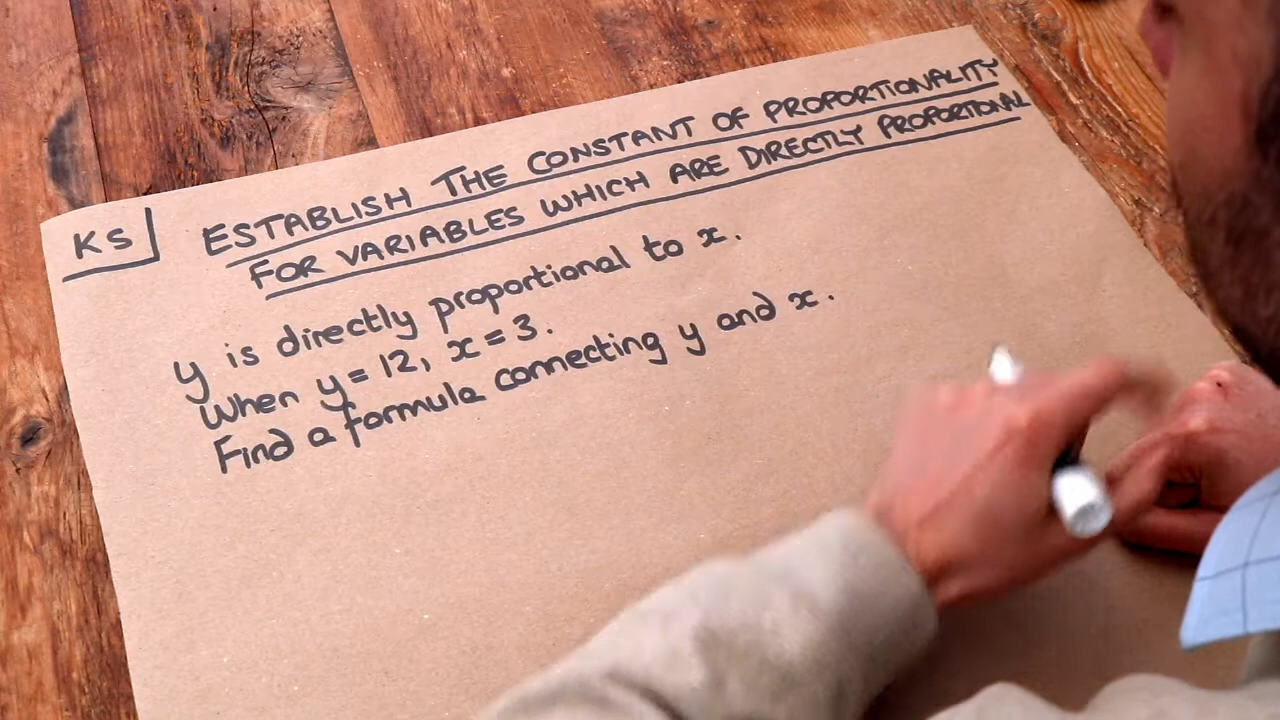 KS
ESTABLISH THE CONSTANT OF PROPORTIONALITY
FOR VARIABLES WHICH ARE DIRECTLY PROPORTIONAL
y is directly proportional to x.
When y = 12, x = 3.
Find a formula connecting y and x.